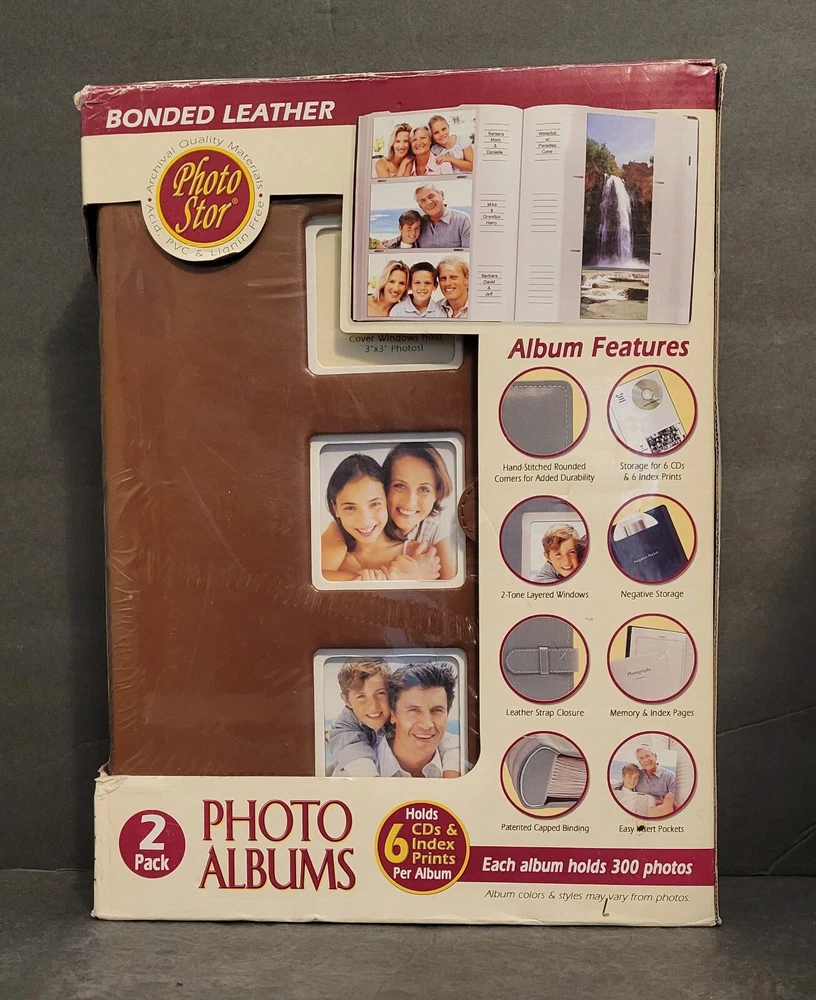 BONDED LEATHER
Archival Quality Materials
Photo
Stor®
Acid, PVC & Lignin Free
Barbara
Mom
&
Danielle
Mike
&
Grandpa
Harry
Barbara
David
&
Jeff
Waterfall
at
Paradise
Cove
Cover Windows Hold
3"x3" Photos!
Album Features
Hand-Stitched Rounded
Corners for Added Durability
Storage for 6 CDs
& 6 Index Prints
2-Tone Layered Windows
Negative Pocket
Negative Storage
Leather Strap Closure
Photographs
Memory & Index Pages
Patented Capped Binding
Easy Insert Pockets
2
Pack
PHOTO
ALBUMS
Holds
6 CDs &
Index
Prints
Per Album
Each album holds 300 photos
Album colors & styles may vary from photos.